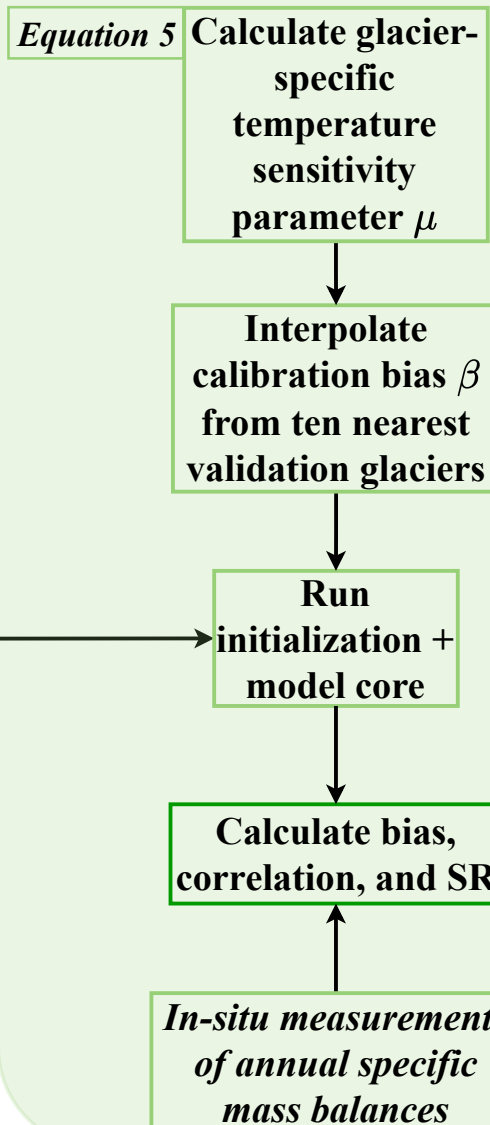 Equation 5
Calculate glacier-
specific
temperature
sensitivity
parameter μ
Interpolate
calibration bias β
from ten nearest
validation glaciers
Run
initialization +
model core
Calculate bias,
correlation, and SR
In-situ measurement
of annual specific
mass balances